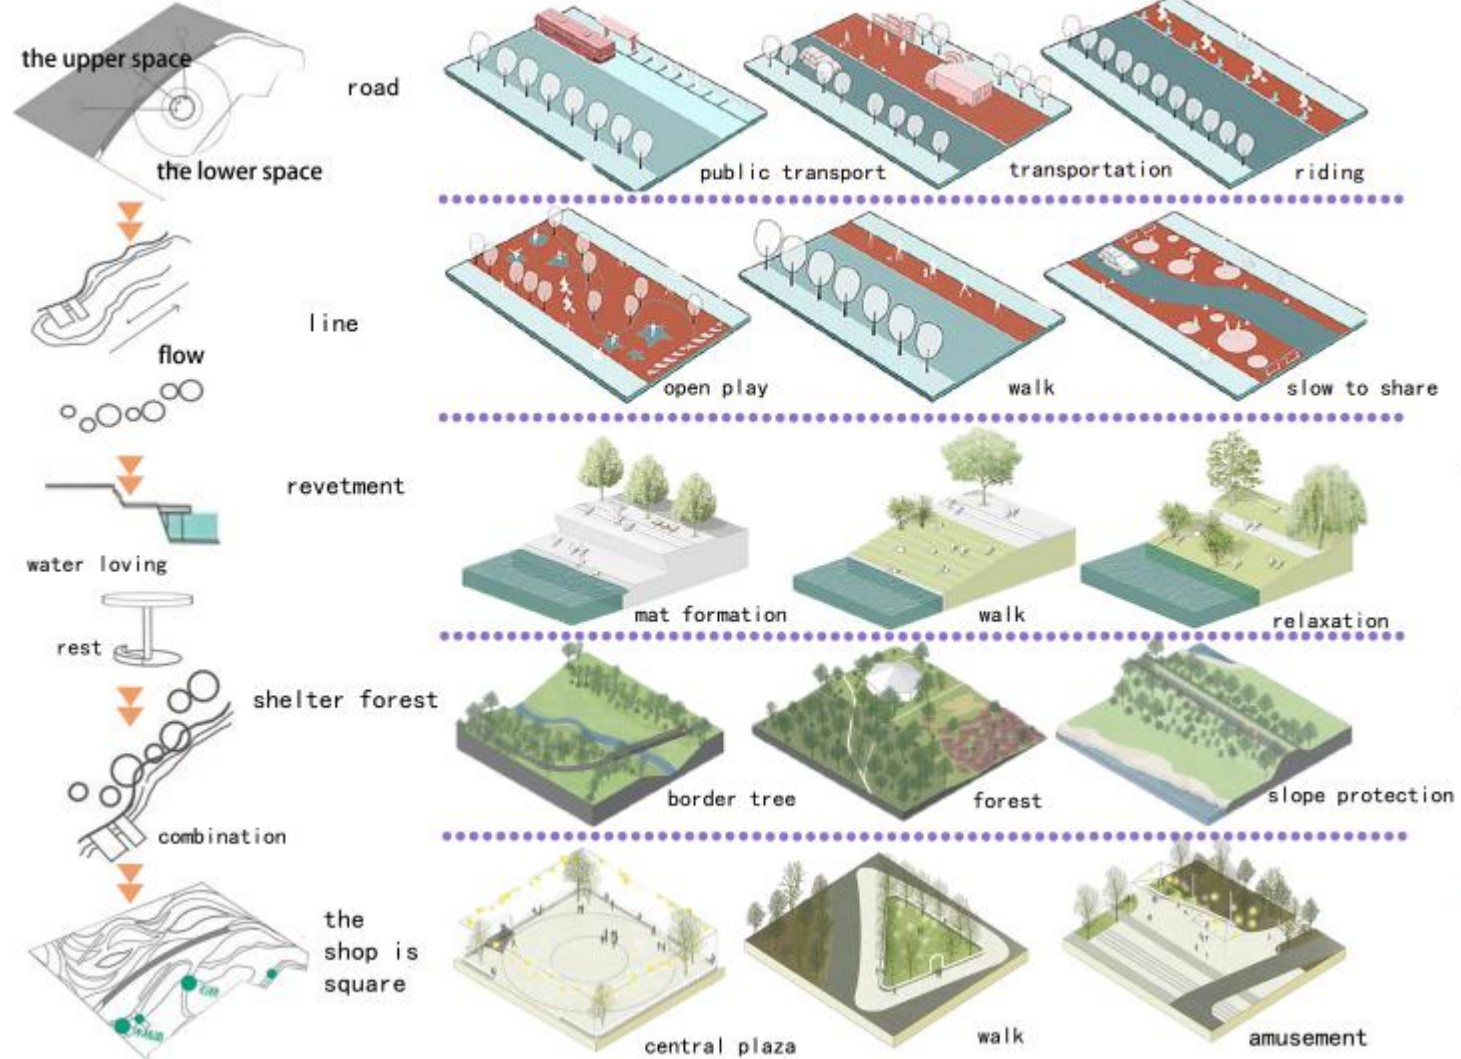 the upper space
the lower space
road
public transport
transportation
riding
flow
line
open play
walk
slow to share
water loving
revetment
mat formation
walk
relaxation
rest
shelter forest
border tree
forest
slope protection
combination
the
shop is
square
central plaza
walk
amusement